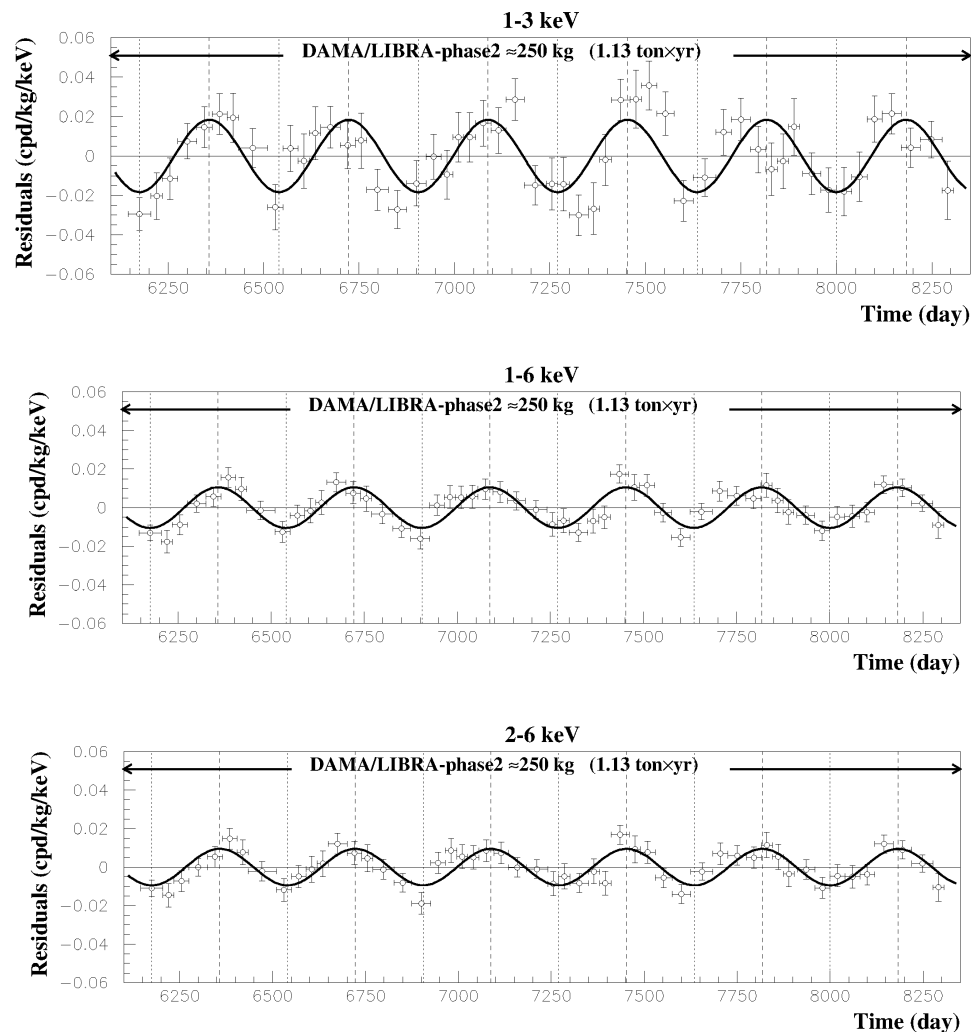 1-3 keV
DAMA/LIBRA-phase2 ≈250 kg (1.13 ton×yr)
Residuals (cpd/kg/keV)
0.06
0.04
0.02
0
−0.02
−0.04
−0.06
6250 6500 6750 7000 7250 7500 7750 8000 8250
Time (day)
1-6 keV
DAMA/LIBRA-phase2 ≈250 kg (1.13 ton×yr)
Residuals (cpd/kg/keV)
0.06
0.04
0.02
0
−0.02
−0.04
−0.06
6250 6500 6750 7000 7250 7500 7750 8000 8250
Time (day)
2-6 keV
DAMA/LIBRA-phase2 ≈250 kg (1.13 ton×yr)
Residuals (cpd/kg/keV)
0.06
0.04
0.02
0
−0.02
−0.04
−0.06
6250 6500 6750 7000 7250 7500 7750 8000 8250
Time (day)